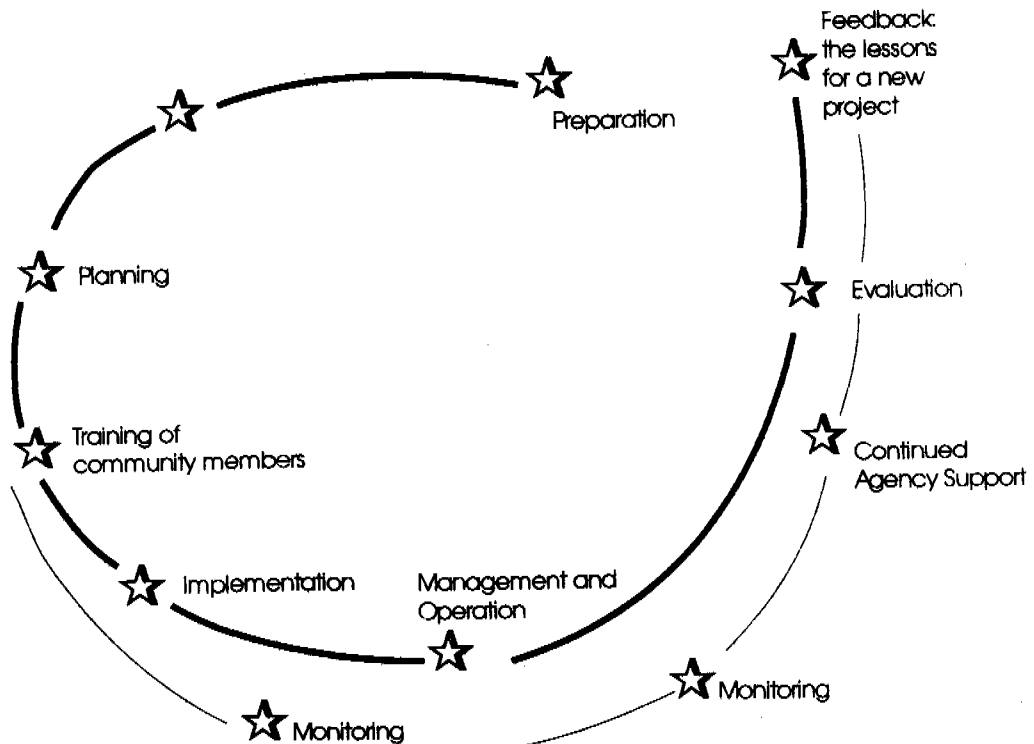 Feedback:
the lessons
for a new
project
Preparation
Planning
Evaluation
Training of
community members
Continued
Agency Support
Implementation
Management and
Operation
Monitoring
Monitoring